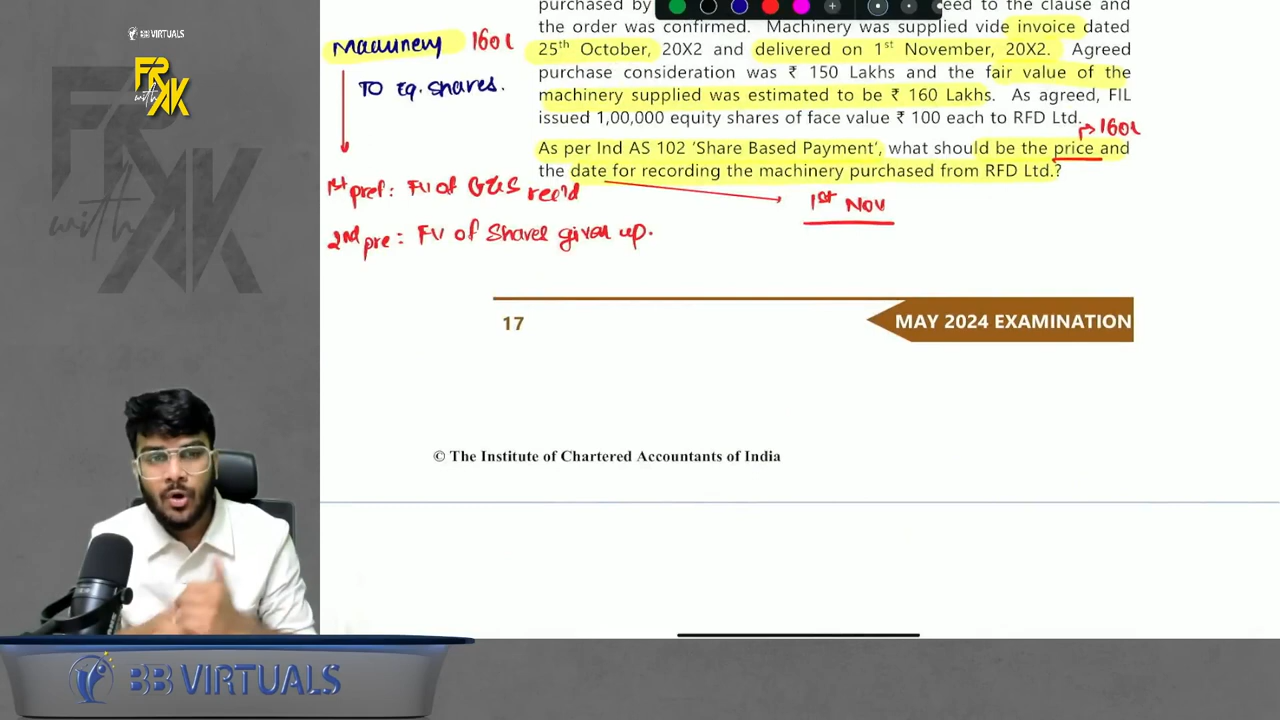 BB VIRTUALS
FR
with AK
purchased by eed to the clause and
the order was confirmed. Machinery was supplied vide invoice dated
25th October, 20X2 and delivered on 1st November, 20X2. Agreed
purchase consideration was ₹ 150 Lakhs and the fair value of the
machinery supplied was estimated to be ₹ 160 Lakhs. As agreed, FIL
issued 1,00,000 equity shares of face value ₹ 100 each to RFD Ltd.
As per Ind AS 102 ‘Share Based Payment’, what should be the price and
the date for recording the machinery purchased from RFD Ltd.?
Machinery 160L
TO Eq. Shares.
→160L
1st pref: FV of G&S rec'd
2nd pre: FV of Shares given up.
1st Nov
17
MAY 2024 EXAMINATION
© The Institute of Chartered Accountants of India
BB VIRTUALS